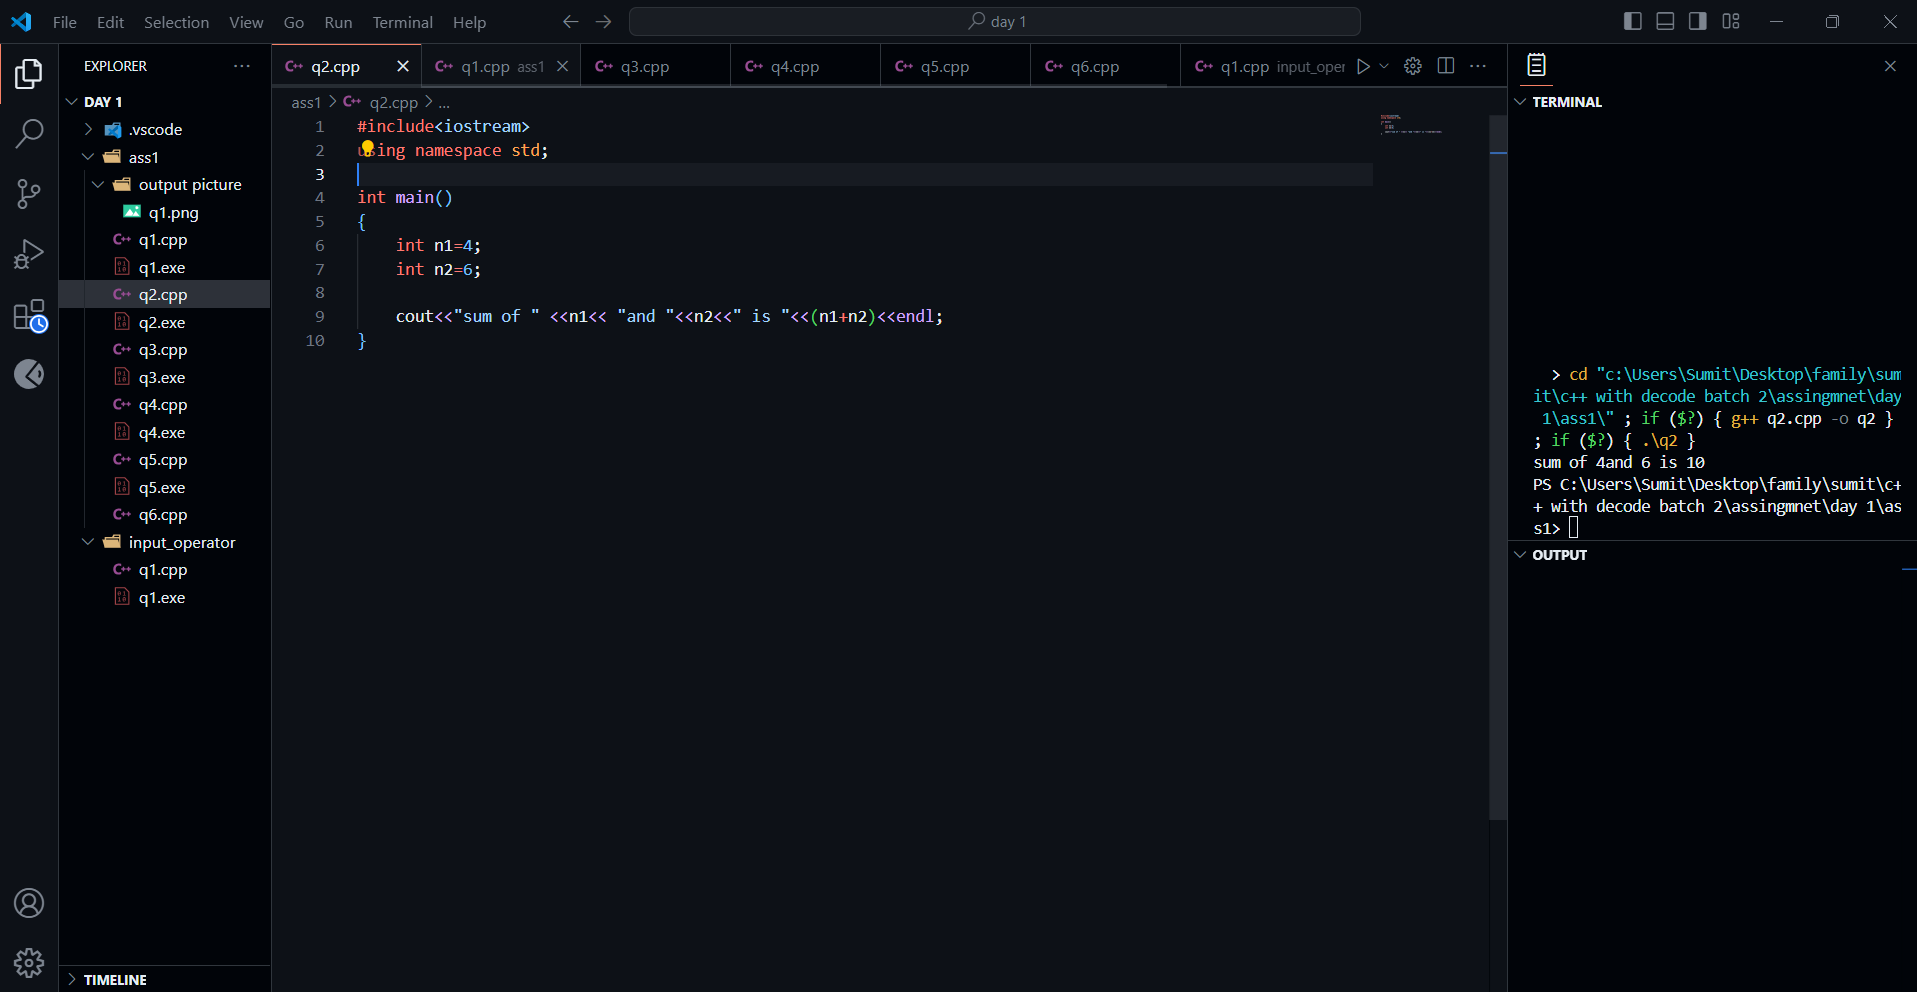 File Edit Selection View Go Run Terminal Help day 1
EXPLORER
DAY 1
.vscode
ass1
output picture
q1.png
q1.cpp
q1.exe
q2.cpp
q2.exe
q3.cpp
q3.exe
q4.cpp
q4.exe
q5.cpp
q5.exe
q6.cpp
input_operator
q1.cpp
q1.exe
TIMELINE
q2.cpp q1.cpp ass1 q3.cpp q4.cpp q5.cpp q6.cpp q1.cpp input_oper
ass1 > q2.cpp > ...
1 #include<iostream>
2 using namespace std;
3
4 int main()
5 {
6 int n1=4;
7 int n2=6;
8
9 cout<<"sum of " <<n1<< "and "<<n2<<" is "<<(n1+n2)<<endl;
10 }
TERMINAL
> cd "c:\Users\Sumit\Desktop\family\sum
it\c++ with decode batch 2\assingmnet\day
1\ass1\" ; if ($?) { g++ q2.cpp -o q2 }
; if ($?) { .\q2 }
sum of 4and 6 is 10
PS C:\Users\Sumit\Desktop\family\sumit\c+
+ with decode batch 2\assingmnet\day 1\as
s1>
OUTPUT